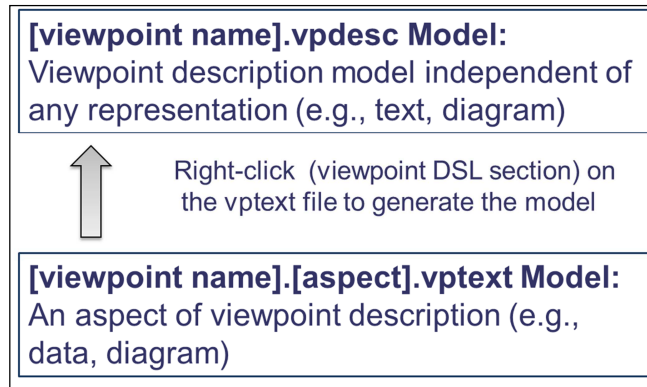 [viewpoint name].vpdesc Model:
Viewpoint description model independent of
any representation (e.g., text, diagram)
Right-click (viewpoint DSL section) on
the vptext file to generate the model
[viewpoint name].[aspect].vptext Model:
An aspect of viewpoint description (e.g.,
data, diagram)